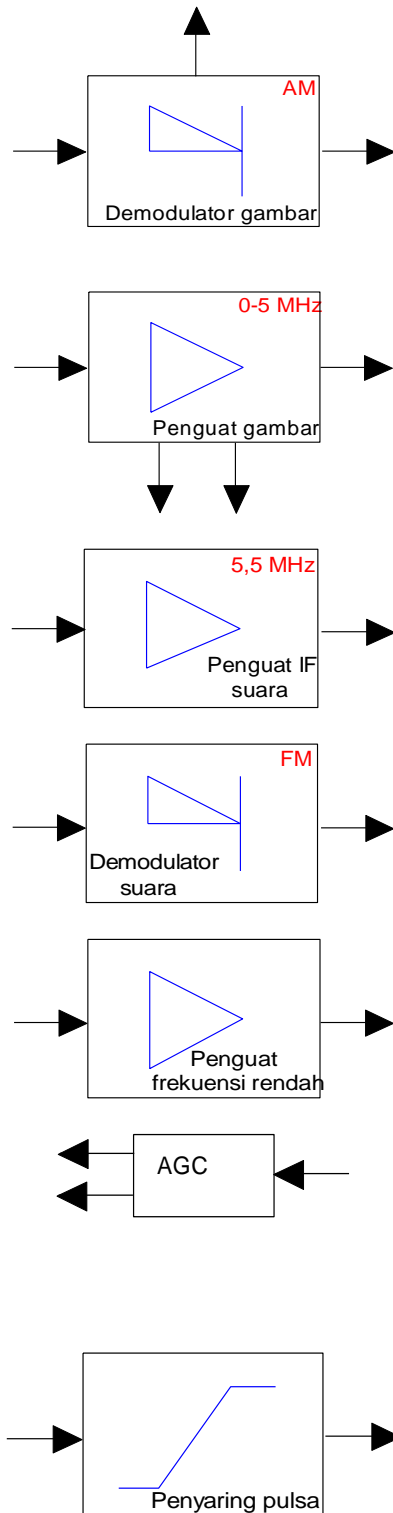 AM
Demodulator gambar
0-5 MHz
Penguat gambar
5,5 MHz
Penguat IF
suara
FM
Demodulator
suara
Penguat
frekuensi rendah
AGC
Penyaring pulsa